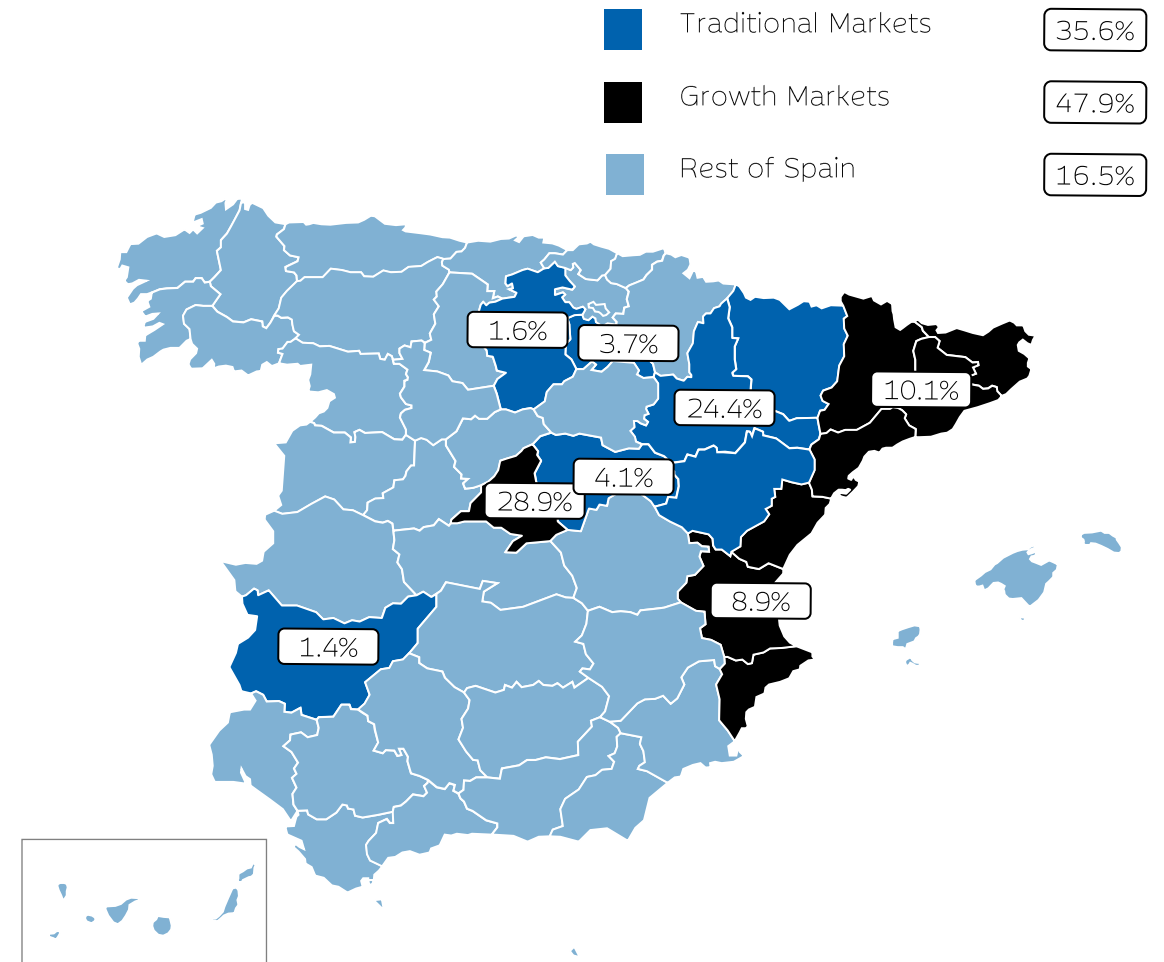 Traditional Markets 35.6%
Growth Markets 47.9%
Rest of Spain 16.5%
1.6%
3.7%
10.1%
24.4%
4.1%
28.9%
8.9%
1.4%